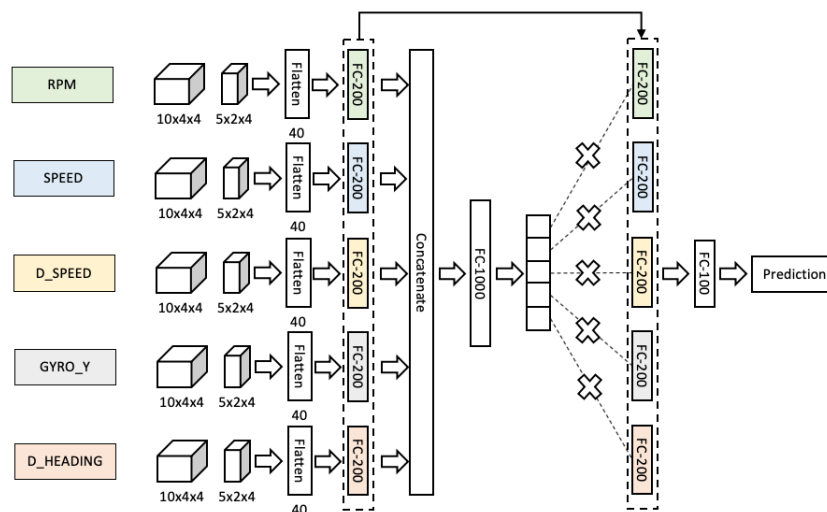 RPM
10x4x4
5x2x4
Flatten
40
FC-200
SPEED
10x4x4
5x2x4
Flatten
40
FC-200
D_SPEED
10x4x4
5x2x4
Flatten
40
FC-200
GYRO_Y
10x4x4
5x2x4
Flatten
40
FC-200
D_HEADING
10x4x4
5x2x4
Flatten
40
FC-200
Concatenate
FC-1000
FC-200
FC-200
FC-200
FC-200
FC-200
FC-100
Prediction